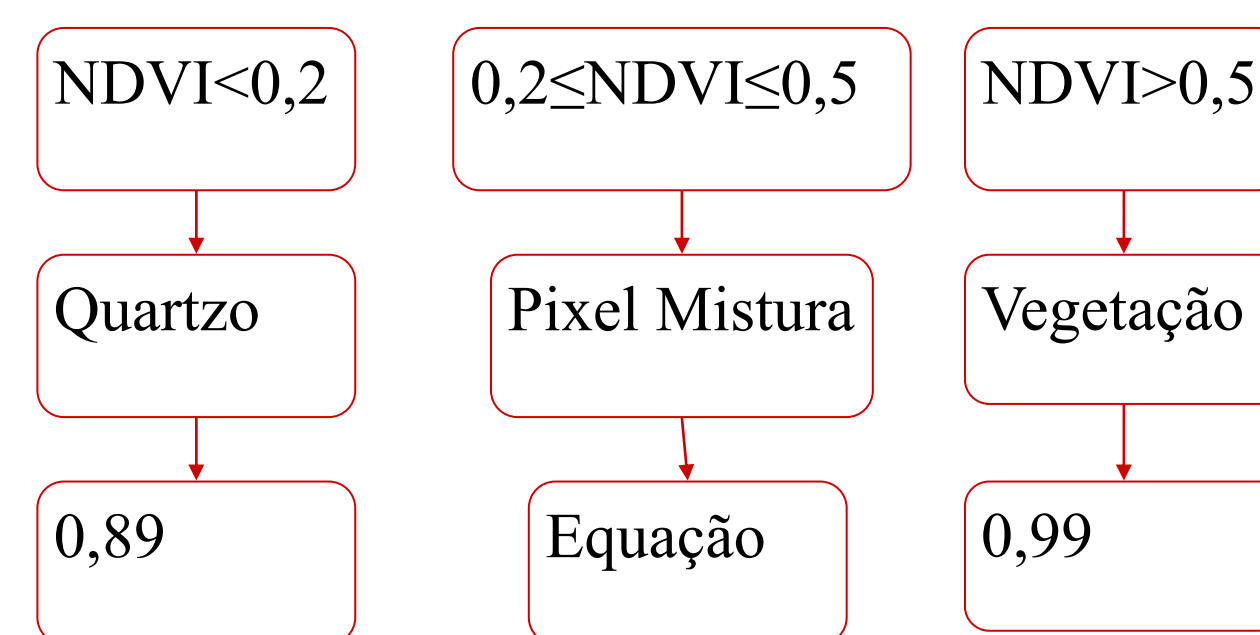 NDVI<0,2
0,2≤NDVI≤0,5
NDVI>0,5
Quartzo
Pixel Mistura
Vegetação
0,89
Equação
0,99